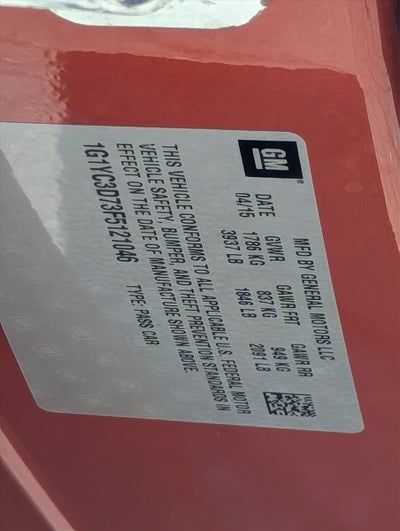 GM ®
MFD BY GENERAL MOTORS LLC
DATE GVWR GAWR FRT GAWR RR
04/15 1786 KG 837 KG 949 KG
3937 LB 1846 LB 2091 LB
THIS VEHICLE CONFORMS TO ALL APPLICABLE U.S. FEDERAL MOTOR
VEHICLE SAFETY, BUMPER, AND THEFT PREVENTION STANDARDS IN
EFFECT ON THE DATE OF MANUFACTURE SHOWN ABOVE.
1G1YC3D73F5121046 TYPE: PASS CAR